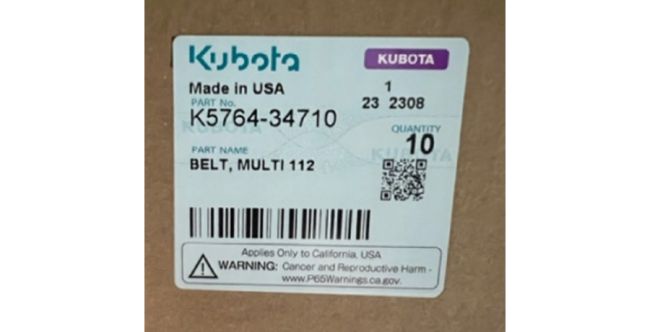 Kubota
KUBOTA
Made in USA
1
PART No.
23 2308
K5764-34710
QUANTITY
10
KUBOTA
PART NAME
BELT, MULTI 112
Applies Only to California, USA
WARNING: Cancer and Reproductive Harm -
www.P65Warnings.ca.gov.